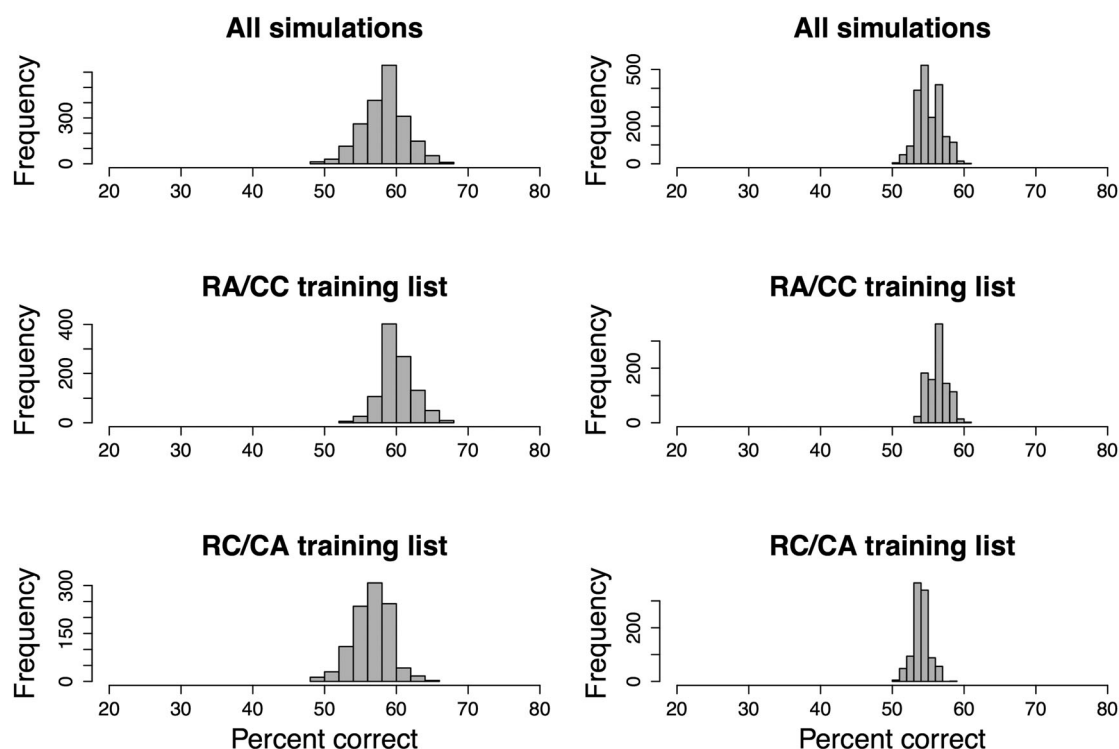 All simulations
Frequency
0
300
20 30 40 50 60 70 80
All simulations
Frequency
0
200
500
20 30 40 50 60 70 80
RA/CC training list
Frequency
0
200
400
20 30 40 50 60 70 80
RA/CC training list
Frequency
0
200
20 30 40 50 60 70 80
RC/CA training list
Frequency
0
150
300
20 30 40 50 60 70 80
Percent correct
RC/CA training list
Frequency
0
200
20 30 40 50 60 70 80
Percent correct